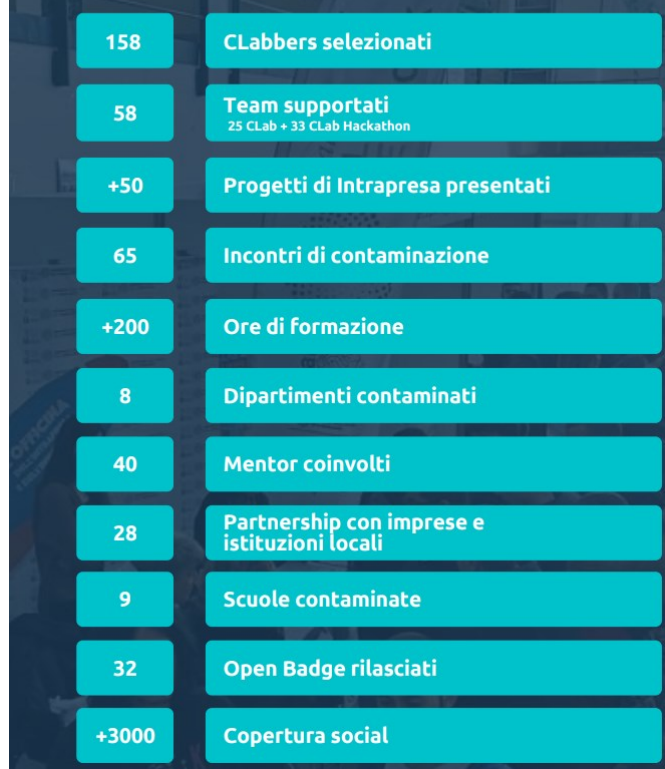 158
CLabbers selezionati
58
Team supportati
25 CLab + 33 CLab Hackathon
+50
Progetti di Intrapresa presentati
65
Incontri di contaminazione
+200
Ore di formazione
8
Dipartimenti contaminati
40
Mentor coinvolti
28
Partnership con imprese e
istituzioni locali
9
Scuole contaminate
32
Open Badge rilasciati
+3000
Copertura social
OFFICINA